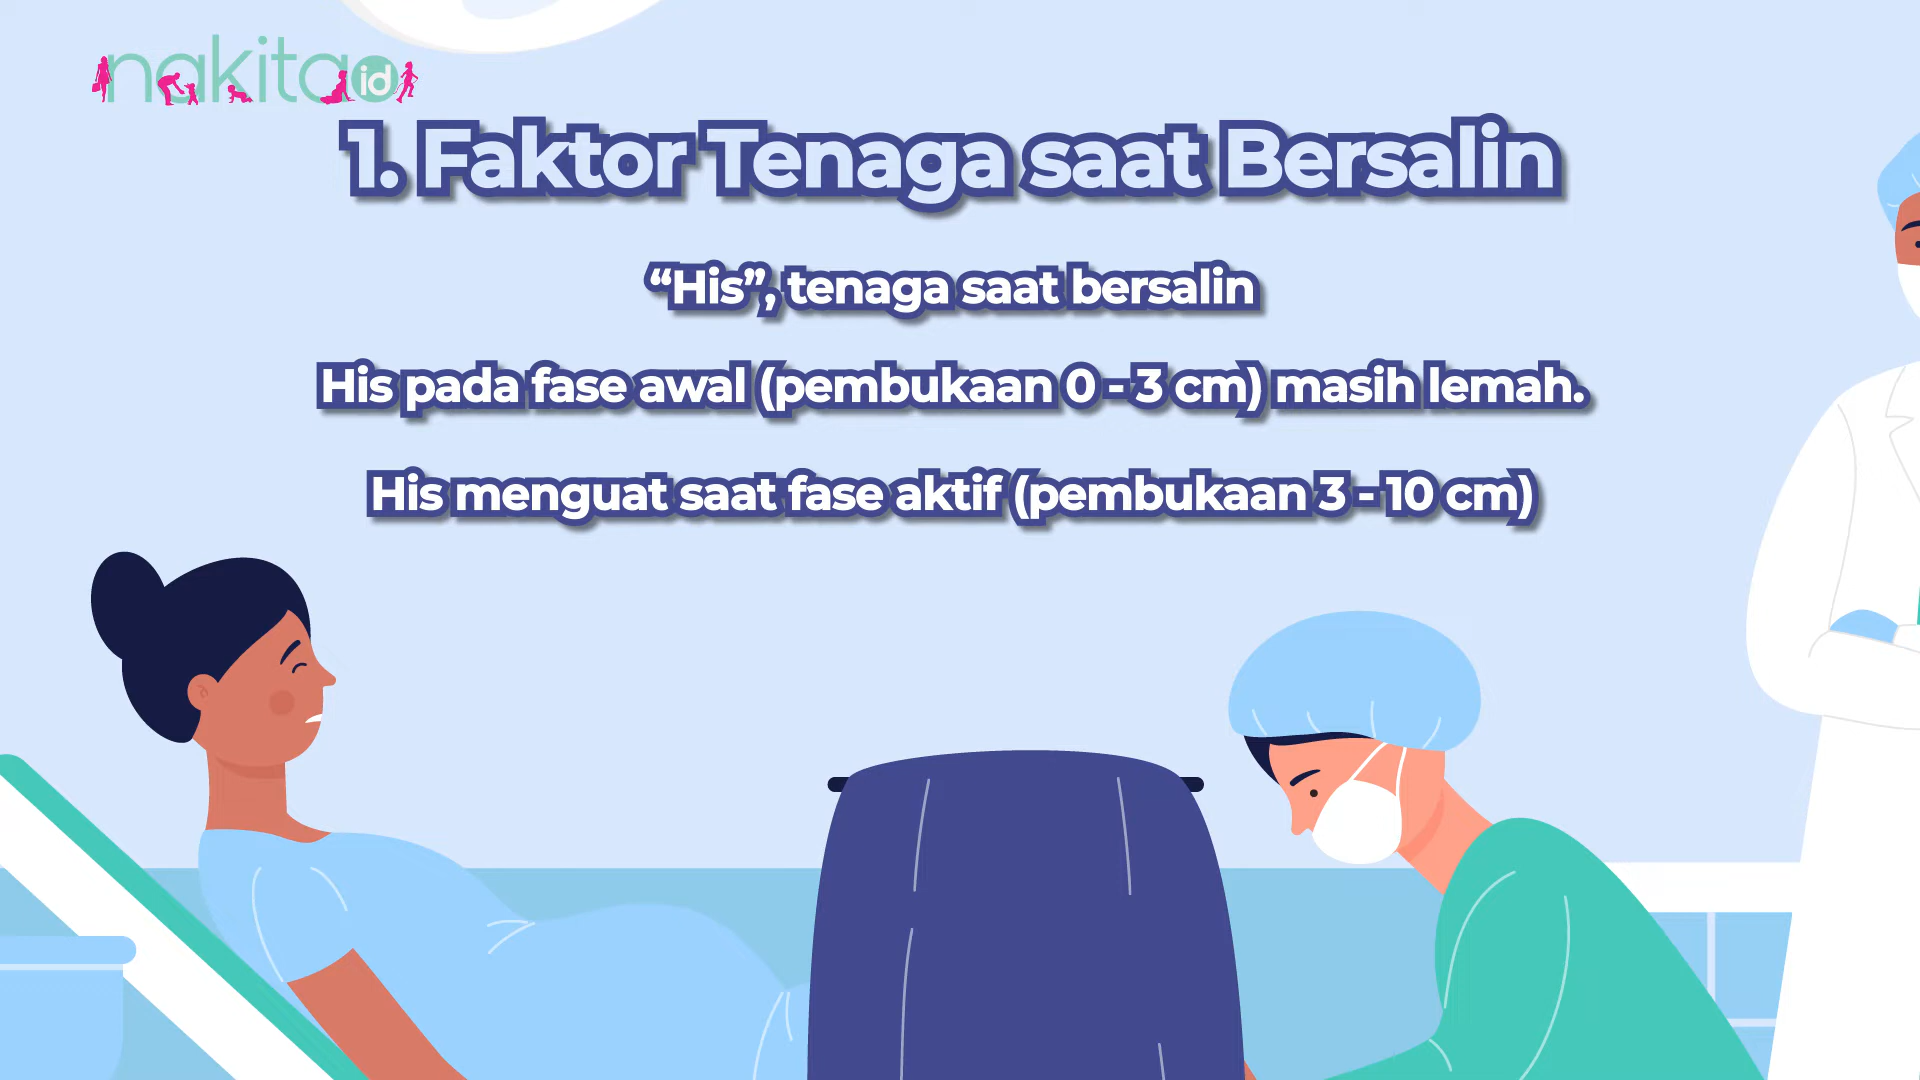 nakita id
1. Faktor Tenaga saat Bersalin
“His”, tenaga saat bersalin
His pada fase awal (pembukaan 0 - 3 cm) masih lemah.
His menguat saat fase aktif (pembukaan 3 - 10 cm)